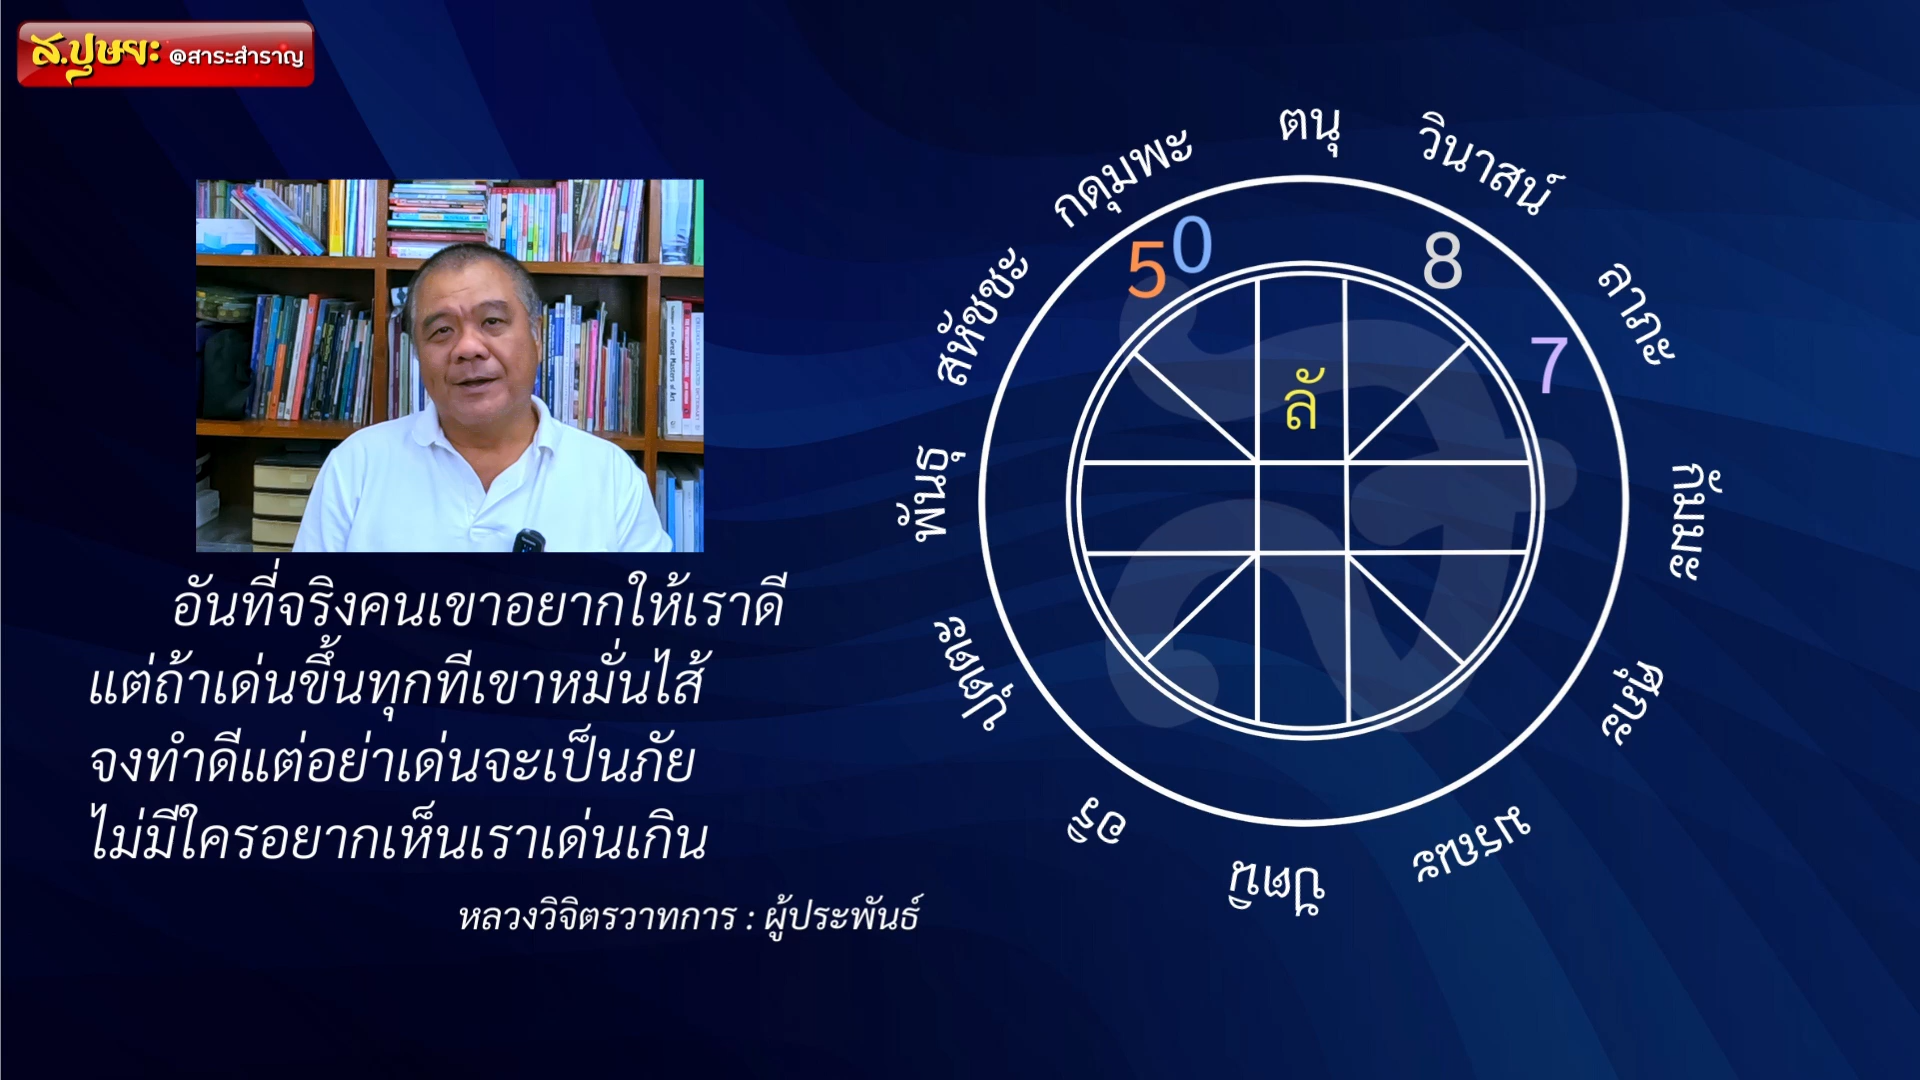 ส.ปุษยะ @สาระสำราญ
อันที่จริงคนเขาอยากให้เราดี
แต่ถ้าเด่นขึ้นทุกทีเขาหมั่นไส้
จงทำดีแต่อย่าเด่นจะเป็นภัย
ไม่มีใครอยากเห็นเราเด่นเกิน
หลวงวิจิตรวาทการ : ผู้ประพันธ์
ตนุ
กดุมพะ
สหัชชะ
พันธุ
ปุตตะ
อริ
ปัตนิ
มรณะ
ศุภะ
กัมมะ
ลาภะ
วินาสน์
5 0
8
7
ลั